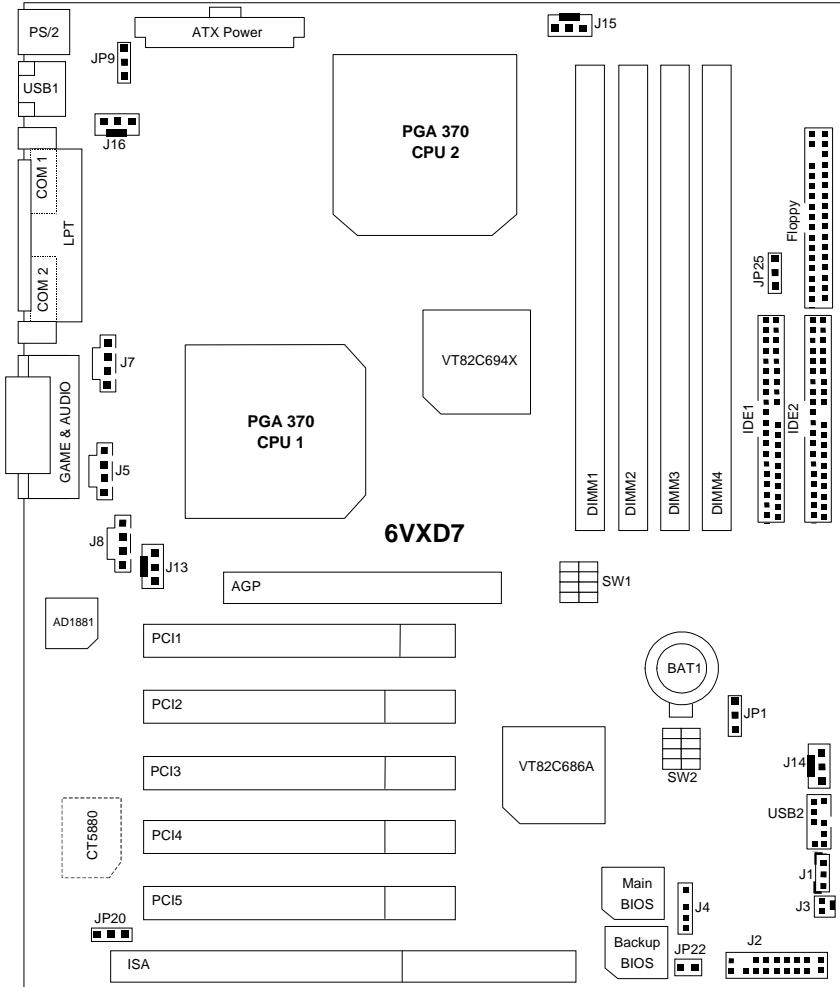 PS/2
ATX Power
J15
JP9
USB1
PGA 370
CPU 2
J16
COM 1
LPT
Floppy
COM 2
JP25
J7
VT82C694X
GAME & AUDIO
PGA 370
CPU 1
IDE1
IDE2
J5
DIMM1
DIMM2
DIMM3
DIMM4
6VXD7
J8
J13
AGP
SW1
AD1881
PCI1
BAT1
PCI2
JP1
PCI3
VT82C686A
SW2
J14
USB2
CT5880
PCI4
J1
PCI5
Main
BIOS
J4
J3
JP20
Backup
BIOS
JP22
J2
ISA